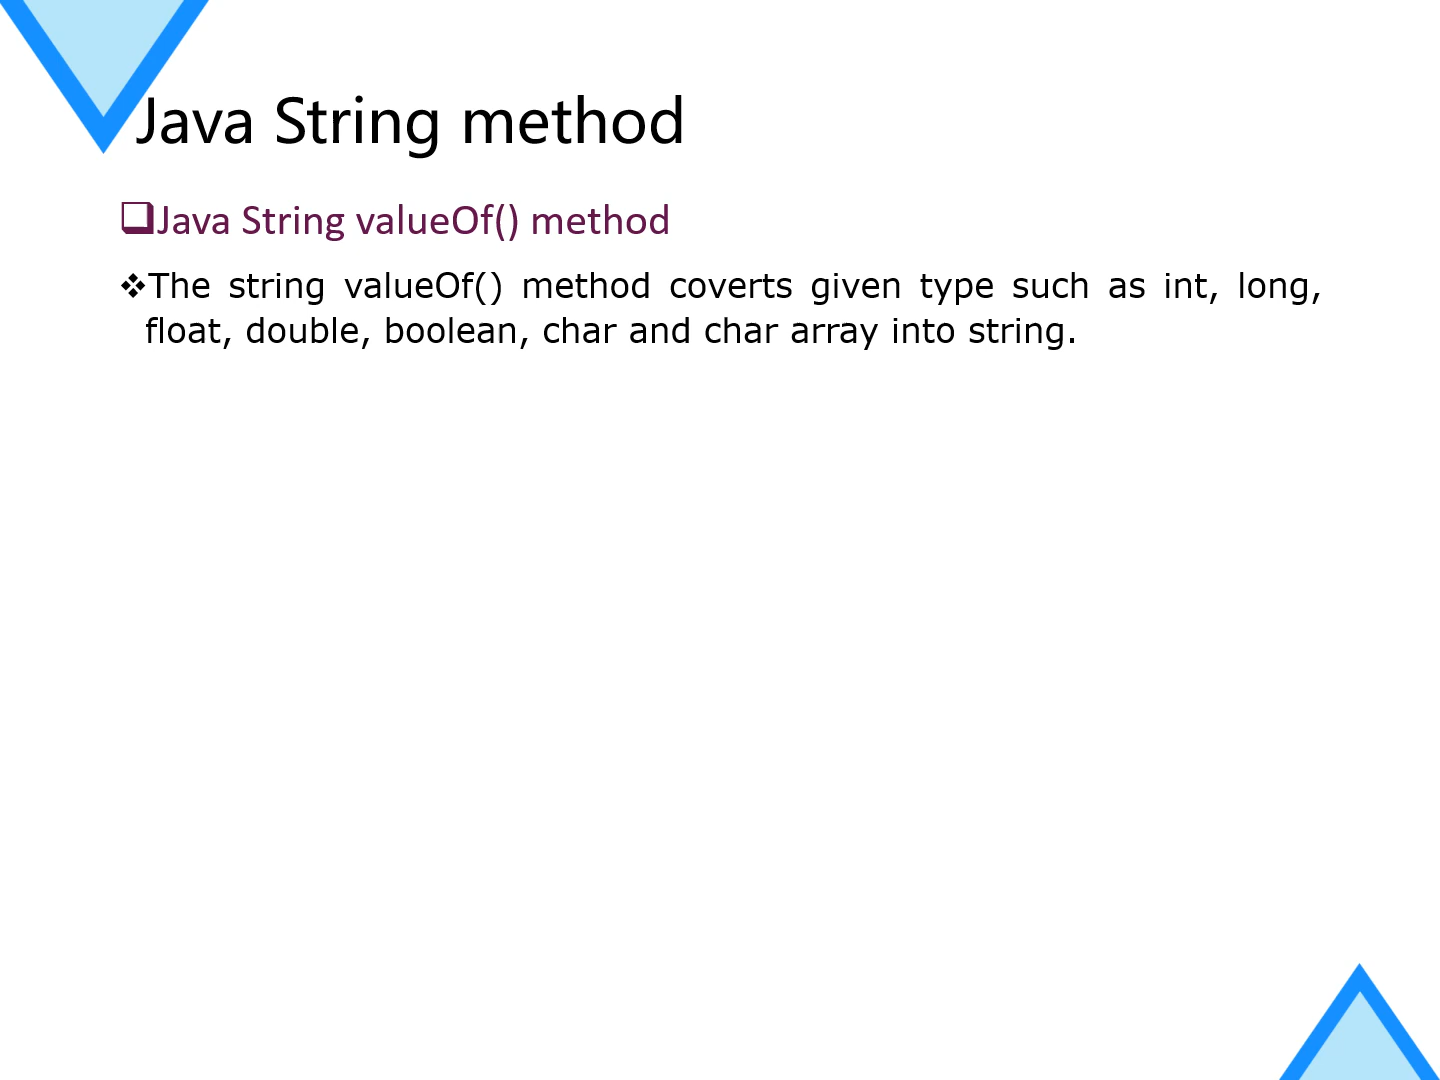 Java String method
❑Java String valueOf() method
❖The string valueOf() method coverts given type such as int, long,
float, double, boolean, char and char array into string.